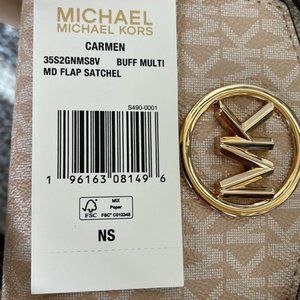 MICHAEL
MICHAEL KORS
CARMEN
35S2GNMS8V BUFF MULTI
MD FLAP SATCHEL
S490-0001
1 96163 08149 6
FSC
MIX
Paper
FSC® C013348
NS
MK